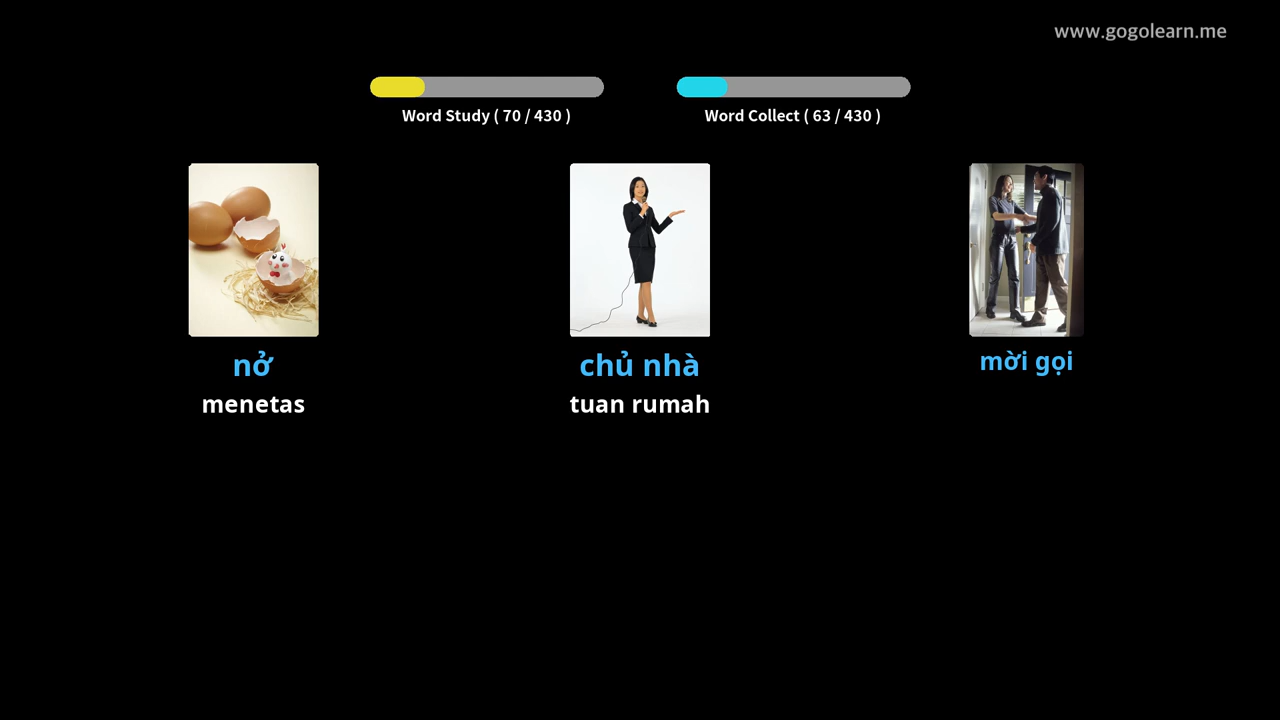 www.gogolearn.me
Word Study ( 70 / 430 )
Word Collect ( 63 / 430 )
nở
menetas
chủ nhà
tuan rumah
mời gọi